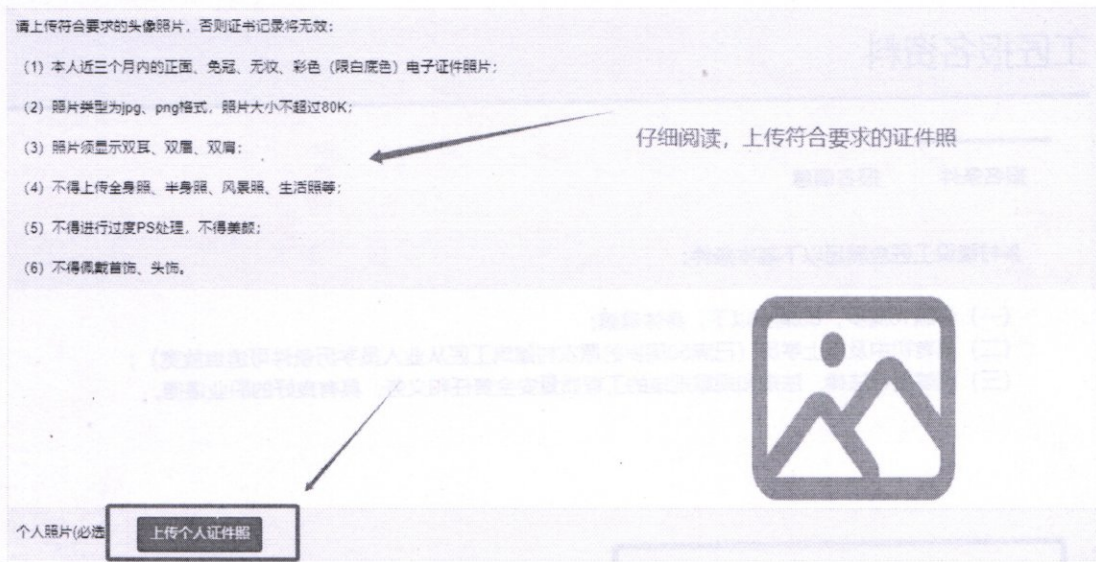 请上传符合要求的头像照片，否则证书记录将无效：
（1）本人近三个月内的正面、免冠、无妆、彩色（限白底色）电子证件照片；
（2）照片类型为jpg、png格式，照片大小不超过80K；
仔细阅读，上传符合要求的证件照
（3）照片须显示双耳、双眉、双肩；
（4）不得上传全身照、半身照、风景照、生活照等；
（5）不得进行过度PS处理，不得美颜；
（6）不得佩戴首饰、头饰。
个人照片(必选
上传个人证件照